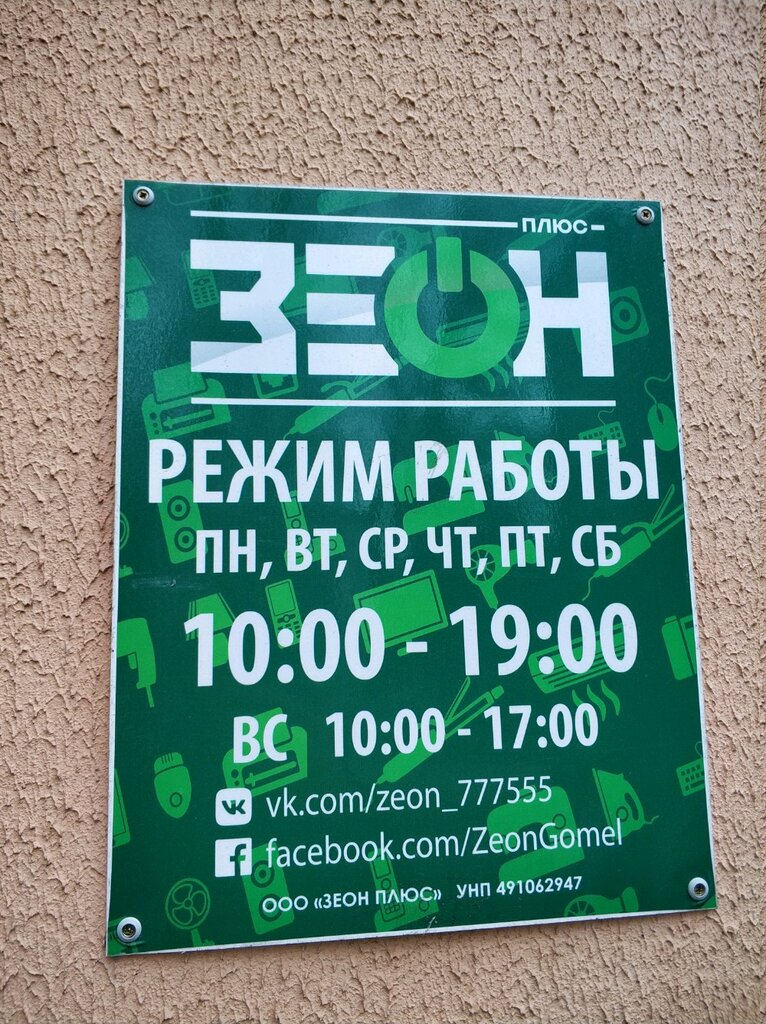 ПЛЮС
ЗЕОН
РЕЖИМ РАБОТЫ
ПН, ВТ, СР, ЧТ, ПТ, СБ
10:00 - 19:00
ВС 10:00 - 17:00
vk.com/zeon_777555
facebook.com/ZeonGomel
ООО «ЗЕОН ПЛЮС» УНП 491062947